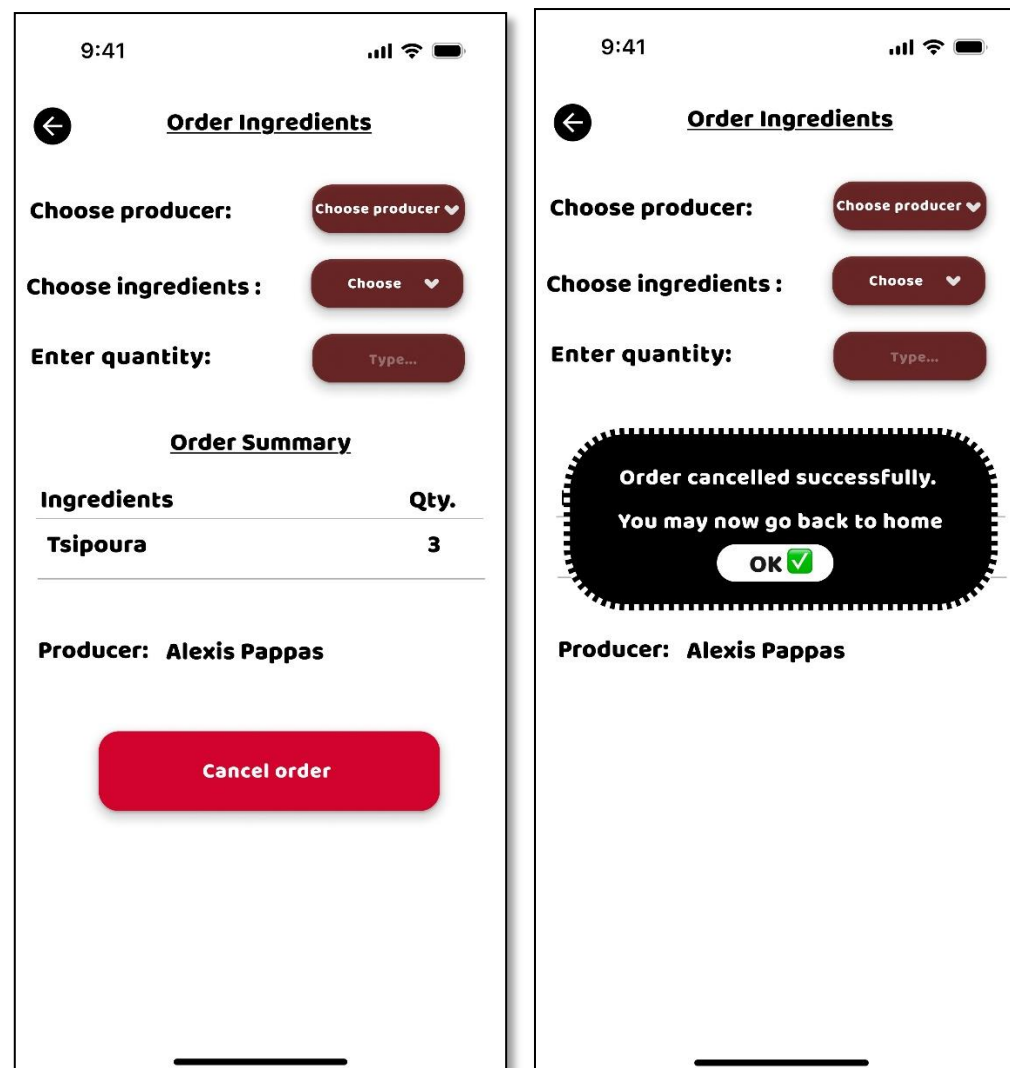 9:41
Order Ingredients
Choose producer: Choose producer
Choose ingredients : Choose
Enter quantity: Type...
Order Summary
Ingredients Qty.
Tsipoura 3
Producer: Alexis Pappas
Cancel order
9:41
Order Ingredients
Choose producer: Choose producer
Choose ingredients : Choose
Enter quantity: Type...
Order cancelled successfully.
You may now go back to home
OK ✅
Producer: Alexis Pappas